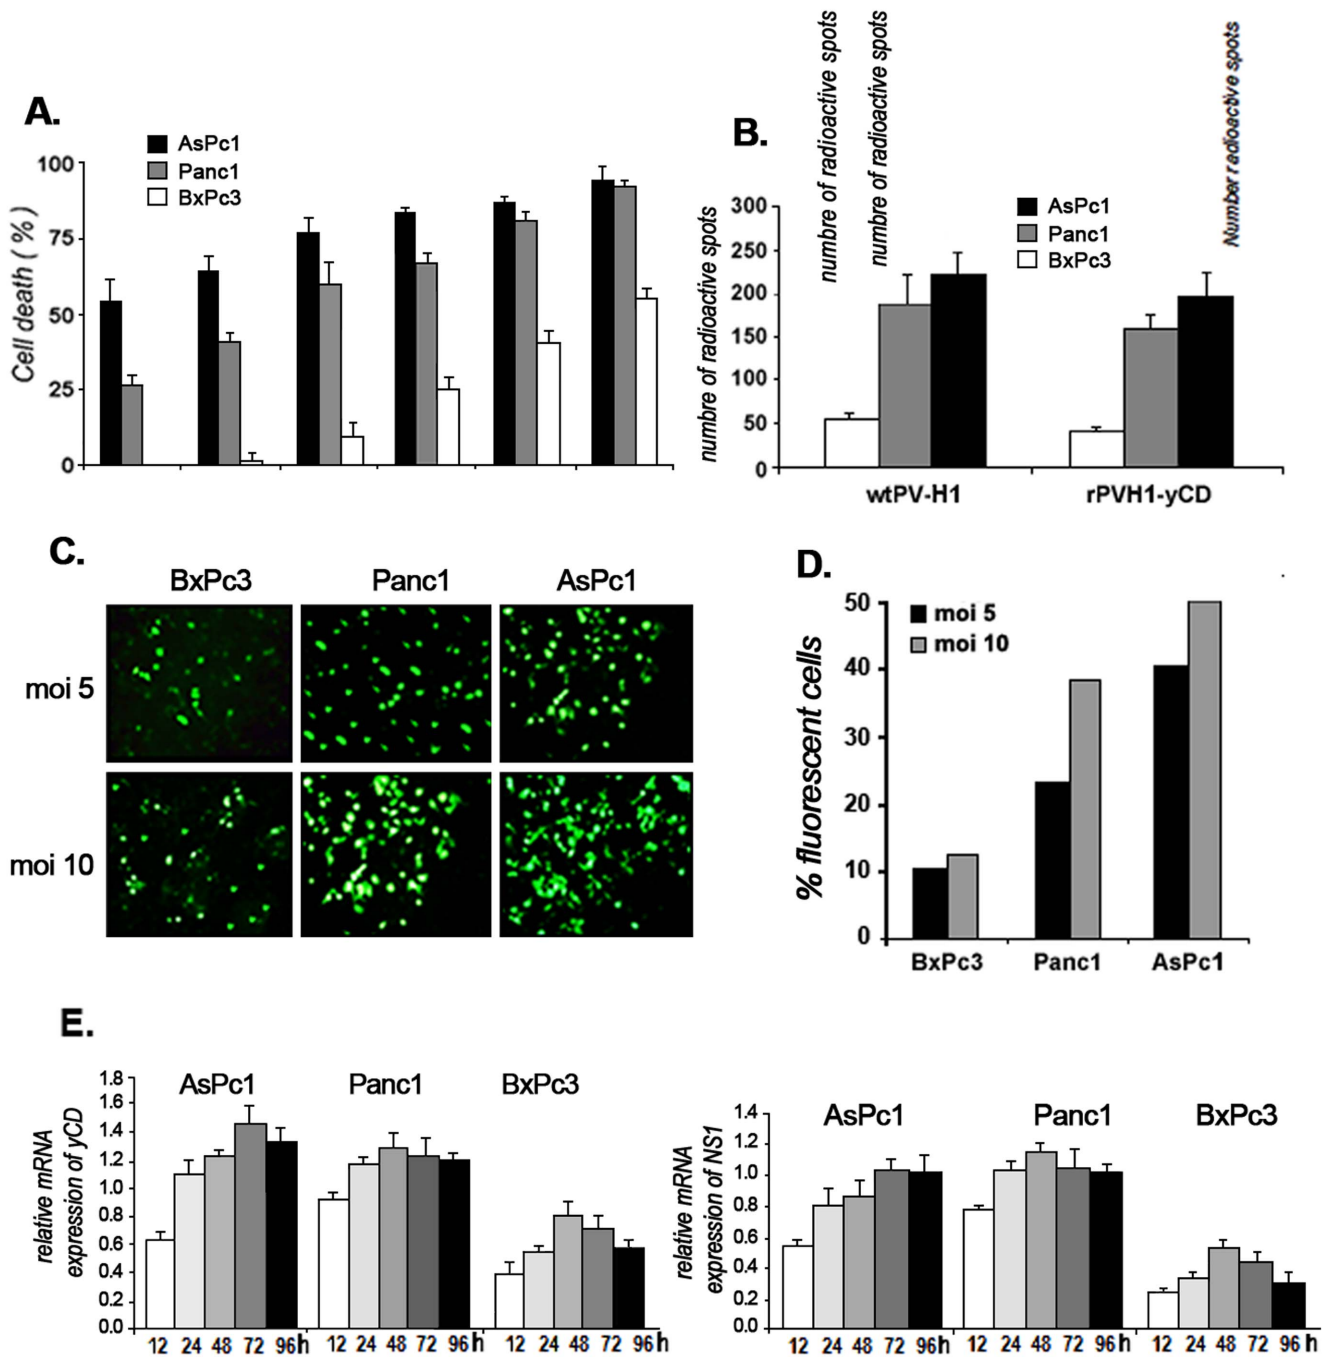 A.
AsPc1
Panc1
BxPc3
Cell death ( % )
100
75
50
25
0
B.
numbre of radioactive spots
numbre of radioactive spots
Number radioactive spots
numbre of radioactive spots
AsPc1
Panc1
BxPc3
300
250
200
150
100
50
0
wtPV-H1 rPVH1-yCD
C.
BxPc3 Panc1 AsPc1
moi 5
moi 10
D.
moi 5
moi 10
% fluorescent cells
50
40
30
20
10
0
BxPc3 Panc1 AsPc1
E.
AsPc1 Panc1 BxPc3
relative mRNA
expression of yCD
1.8
1.6
1.4
1.2
1.0
0.8
0.6
0.4
0.2
0.0
12 24 48 72 96h 12 24 48 72 96h 12 24 48 72 96h
AsPc1 Panc1 BxPc3
relative mRNA
expression of NS1
1.4
1.2
1.0
0.8
0.6
0.4
0.2
0.0
12 24 48 72 96h 12 24 48 72 96h 12 24 48 72 96h